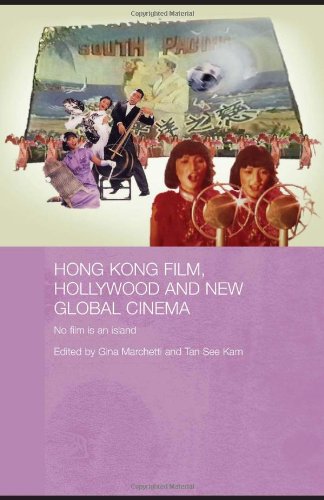 SOUTH PACIFIC
HONG KONG FILM,
HOLLYWOOD AND NEW
GLOBAL CINEMA
No film is an island
Edited by Gina Marchetti and Tan See Kam